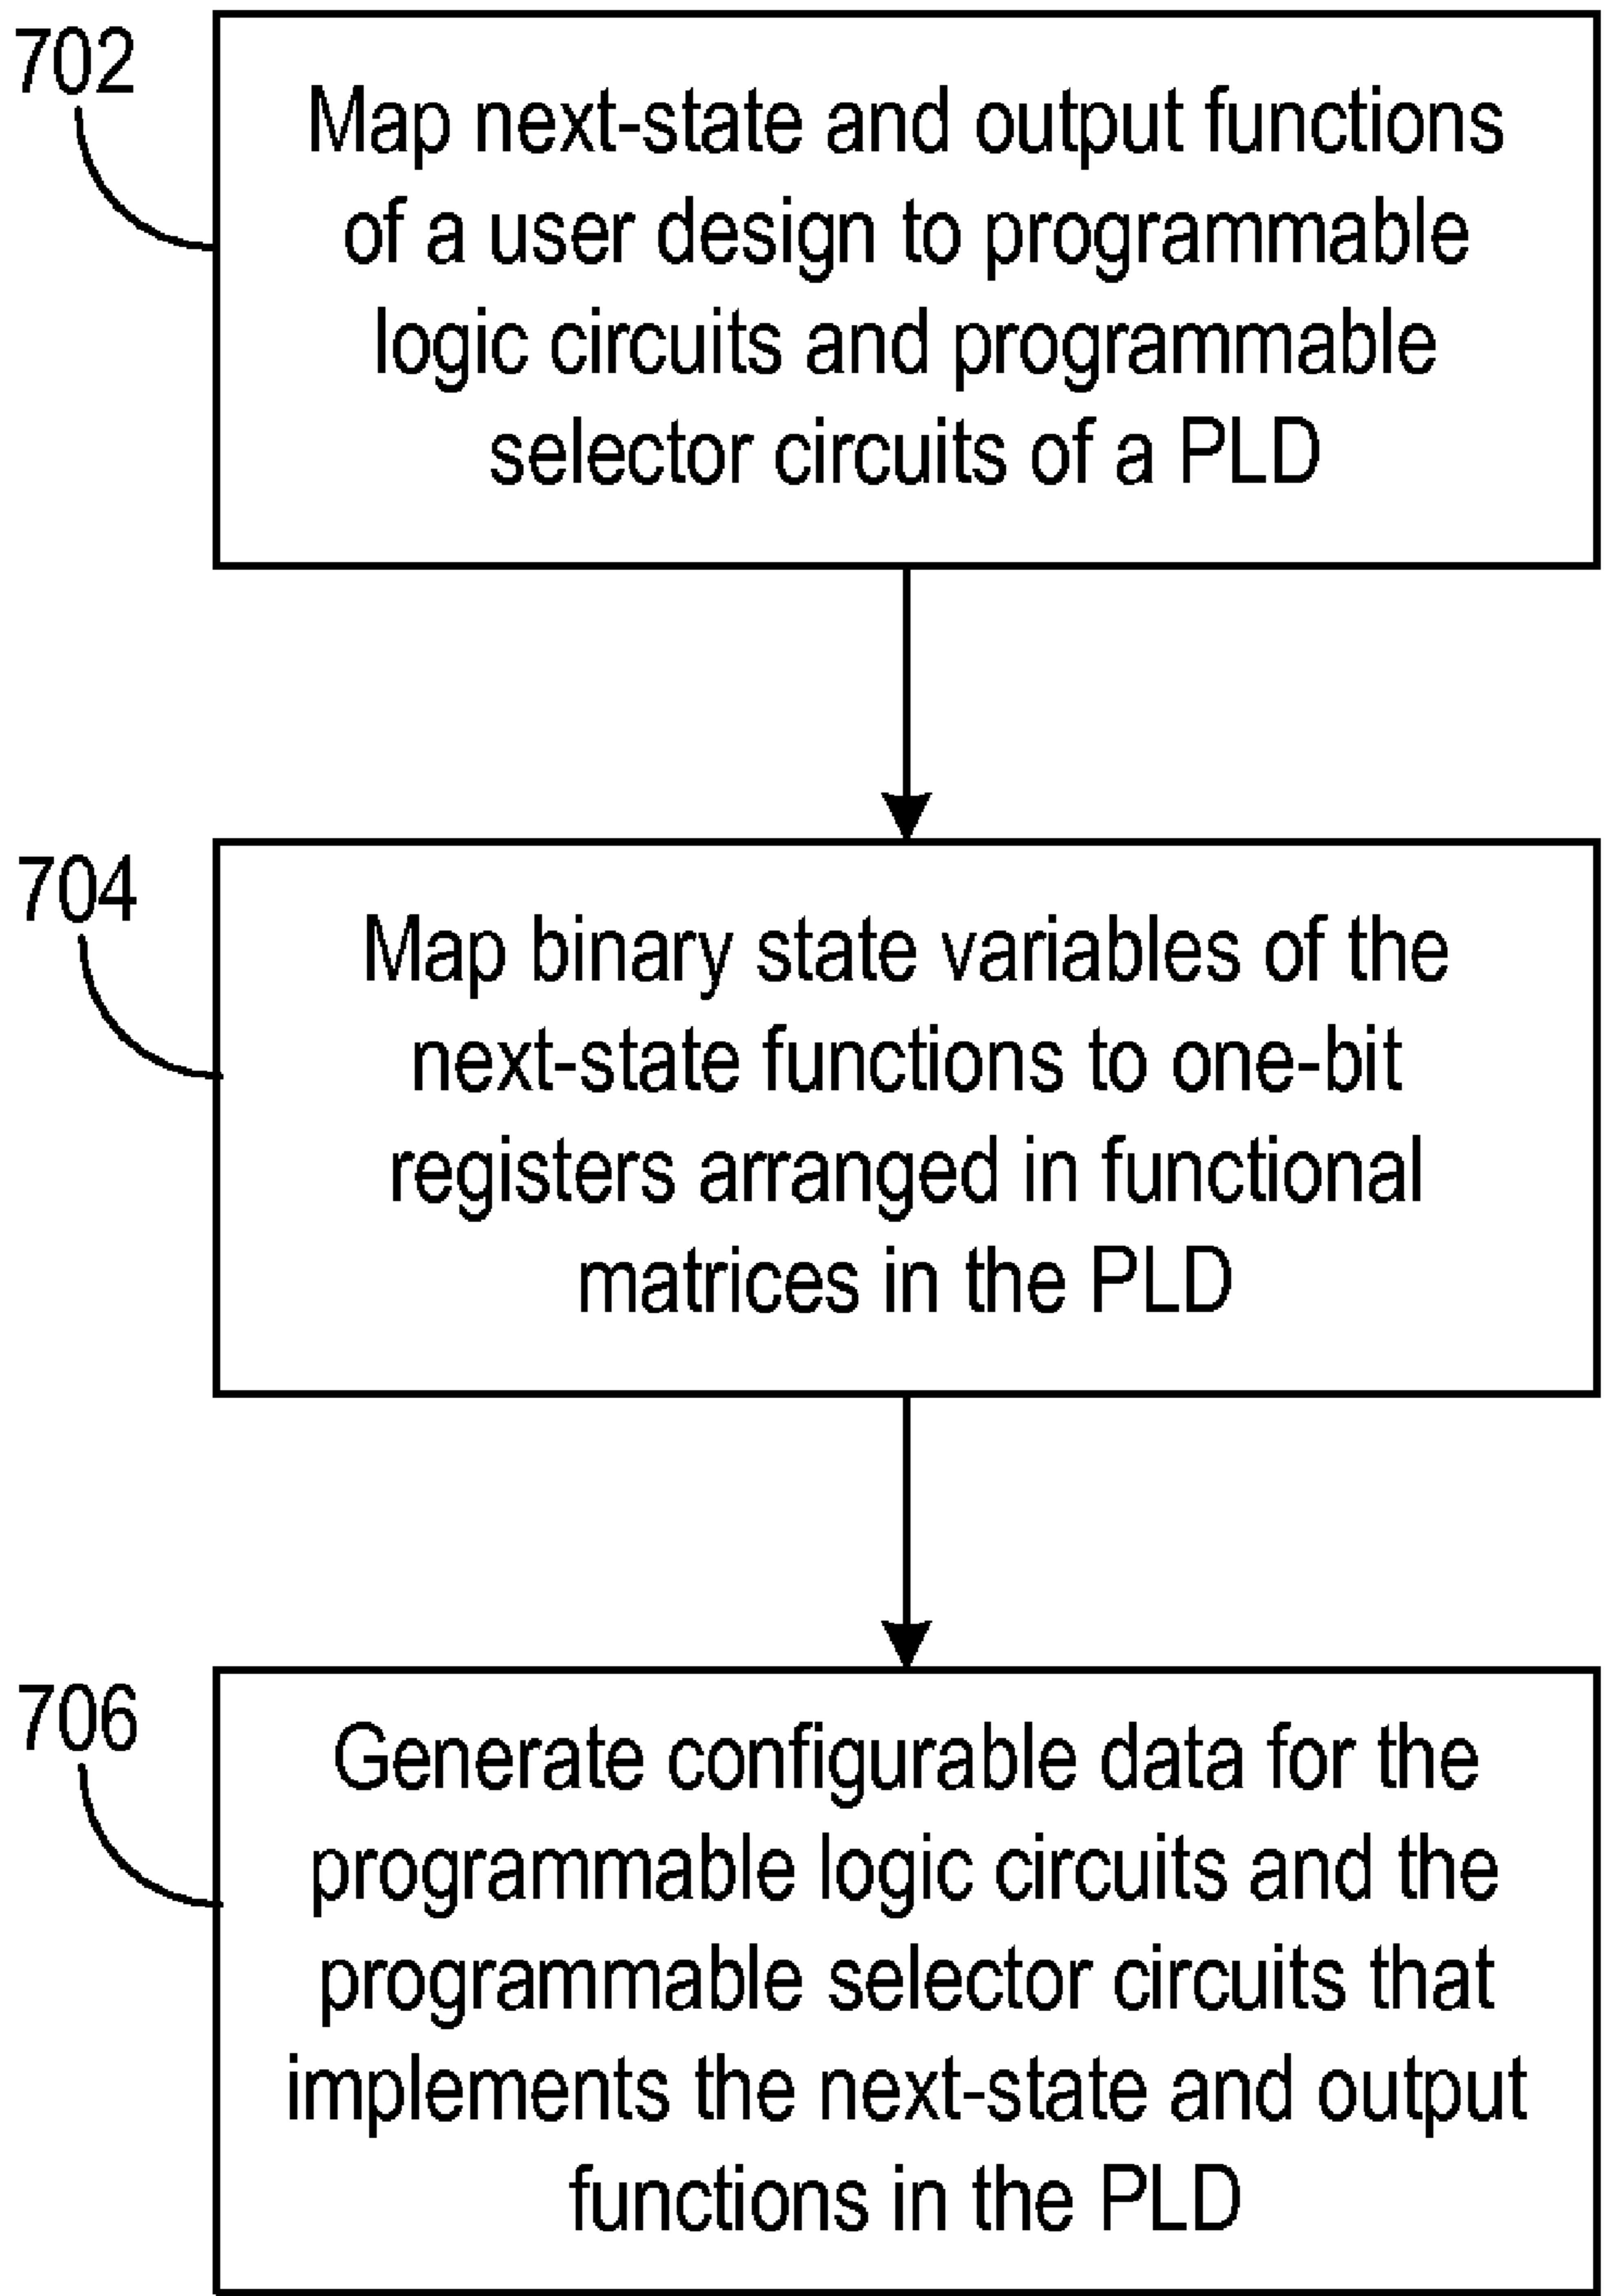 702
Map next-state and output functions
of a user design to programmable
logic circuits and programmable
selector circuits of a PLD
704
Map binary state variables of the
next-state functions to one-bit
registers arranged in functional
matrices in the PLD
706
Generate configurable data for the
programmable logic circuits and the
programmable selector circuits that
implements the next-state and output
functions in the PLD